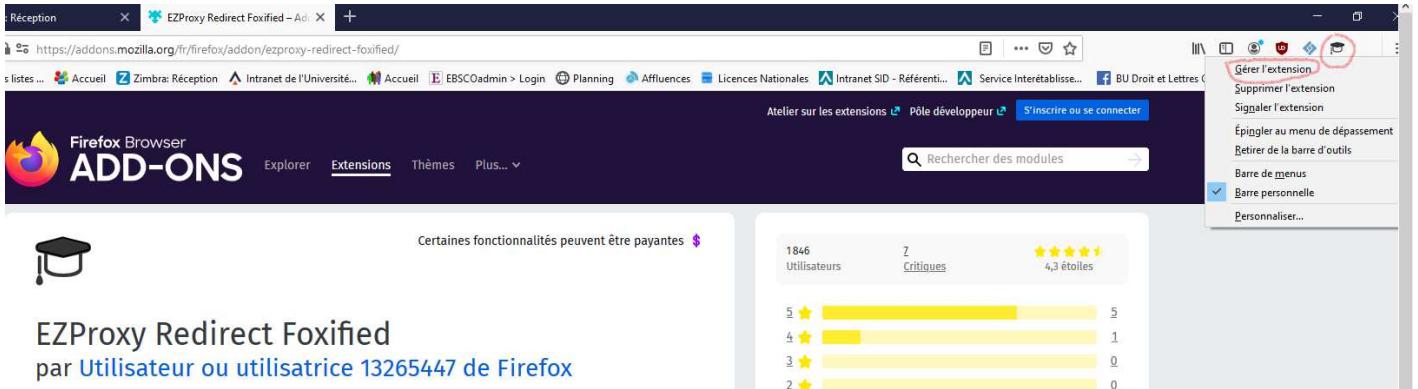 Réception
EZProxy Redirect Foxified – Ad
https://addons.mozilla.org/fr/firefox/addon/ezproxy-redirect-foxified/
s listes ... Accueil Zimbra: Réception Intranet de l'Université... Accueil EBSCOadmin > Login Planning Affluences Licences Nationales Intranet SID - Référenti... Service Interétablisse... BU Droit et Lettres
Gérer l'extension
Supprimer l'extension
Signaler l'extension
Épingler au menu de dépassement
Retirer de la barre d'outils
Barre de menus
Barre personnelle
Personnaliser...
Atelier sur les extensions Pôle développeur S'inscrire ou se connecter
Firefox Browser
ADD-ONS
Explorer Extensions Thèmes Plus...
Rechercher des modules
Certaines fonctionnalités peuvent être payantes $
EZProxy Redirect Foxified
par Utilisateur ou utilisatrice 13265447 de Firefox
1846 7
Utilisateurs Critiques 4,3 étoiles
5 5
4 1
3 0
2 0